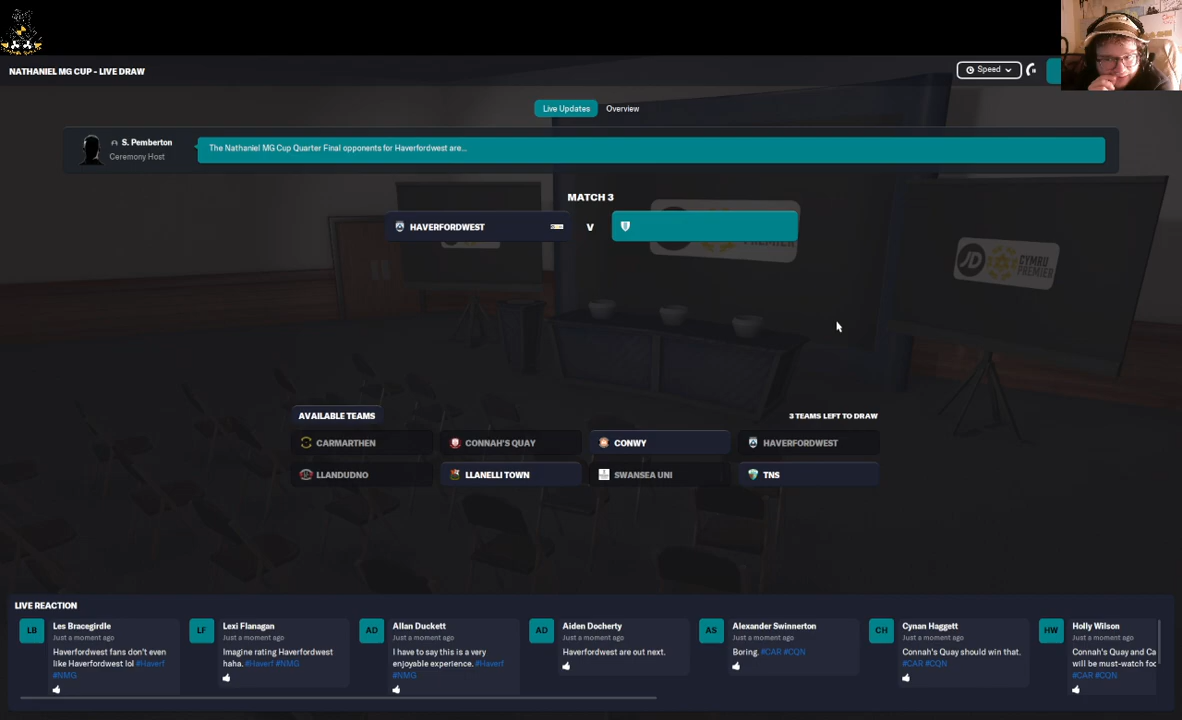 NATHANIEL MG CUP - LIVE DRAW
Speed
Live Updates
Overview
S. Pemberton
Ceremony Host
The Nathaniel MG Cup Quarter Final opponents for Haverfordwest are...
MATCH 3
HAVERFORDWEST
V
JD
CYMRU
PREMIER
AVAILABLE TEAMS
3 TEAMS LEFT TO DRAW
CARMARTHEN
CONNAH'S QUAY
CONWY
HAVERFORDWEST
LLANDUDNO
LLANELLI TOWN
SWANSEA UNI
TNS
LIVE REACTION
LB
Les Bracegirdle
Just a moment ago
Haverfordwest fans don't even
like Haverfordwest lol #Haverf
#NMG
LF
Lexi Flanagan
Just a moment ago
Imagine rating Haverfordwest
haha. #Haverf #NMG
AD
Allan Duckett
Just a moment ago
I have to say this is a very
enjoyable experience. #Haverf
#NMG
AD
Aiden Docherty
Just a moment ago
Haverfordwest are out next.
AS
Alexander Swinnerton
Just a moment ago
Boring. #CAR #CQN
CH
Cynan Haggett
Just a moment ago
Connah's Quay should win that.
#CAR #CQN
HW
Holly Wilson
Just a moment ago
Connah's Quay and Ca
will be must-watch foo
#CAR #CQN